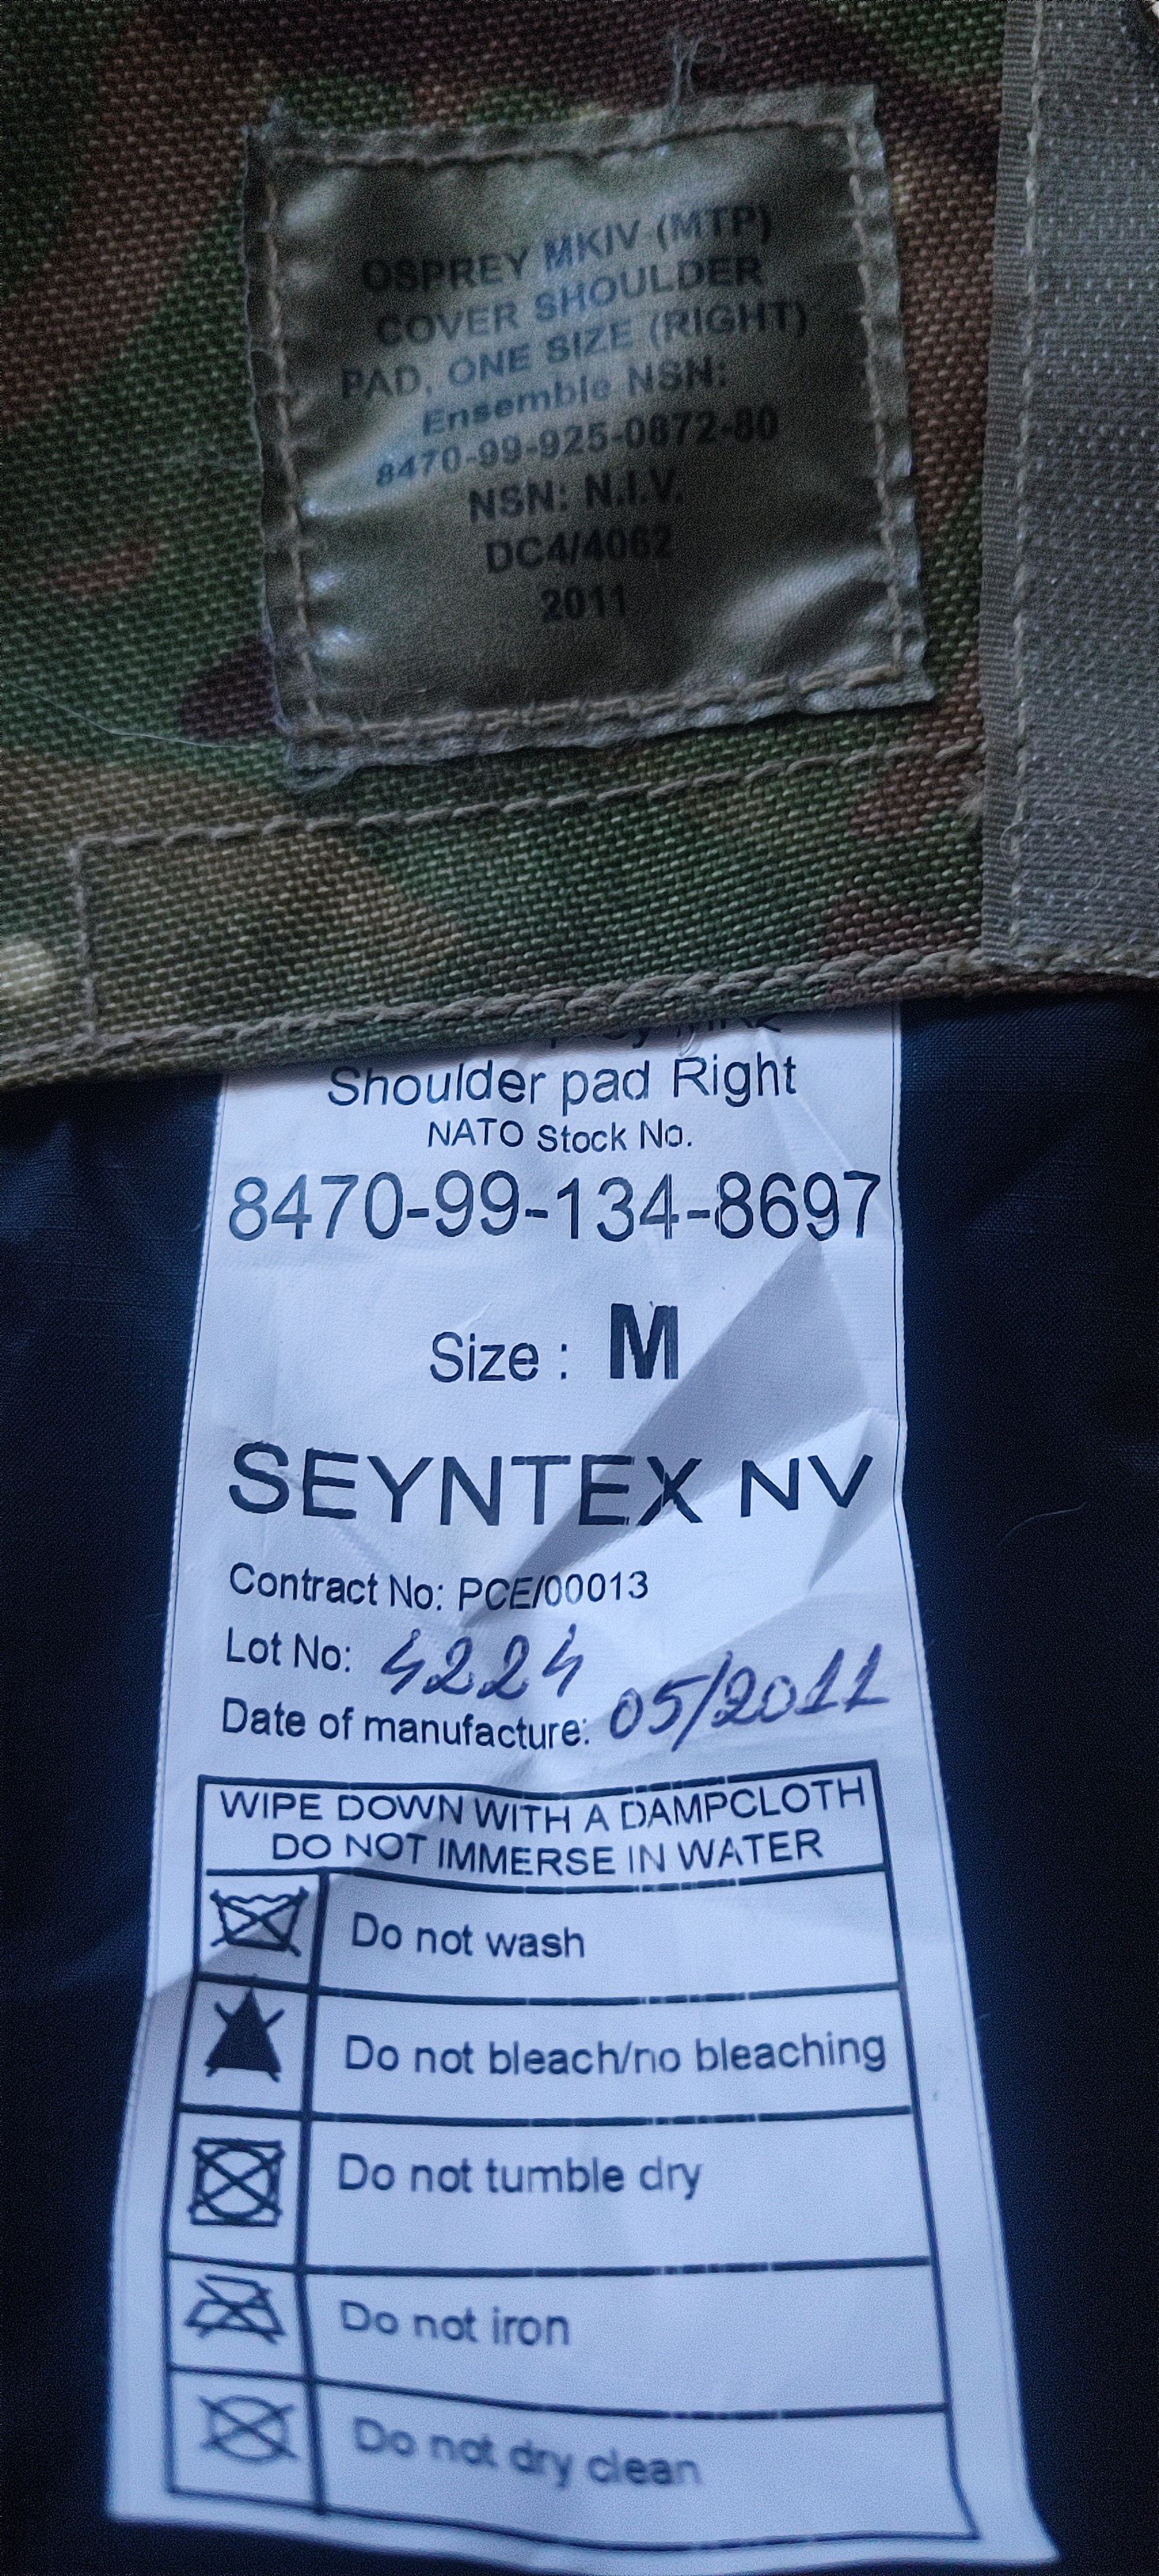 OSPREY MKIV (MTP)
COVER SHOULDER
PAD, ONE SIZE (RIGHT)
Ensemble NSN:
8470-99-925-0872-80
NSN: N.I.V.
DC4/4062
2011
Shoulder pad Right
NATO Stock No.
8470-99-134-8697
Size : M
SEYNTEX NV
Contract No: PCE/00013
Lot No: 4224
Date of manufacture: 05/2011
WIPE DOWN WITH A DAMPCLOTH
DO NOT IMMERSE IN WATER
Do not wash
Do not bleach/no bleaching
Do not tumble dry
Do not iron
Do not dry clean